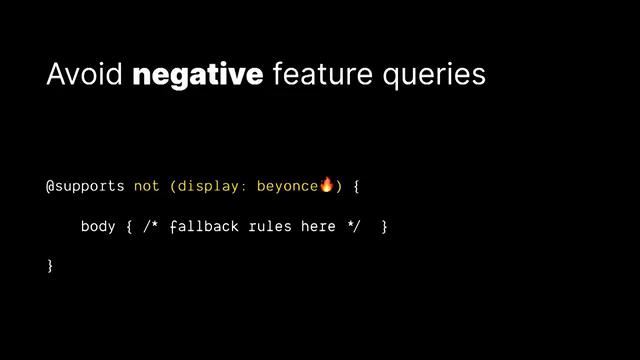 Avoid negative feature queries
@supports not (display: beyonce🔥) {
body { /* fallback rules here */ }
}